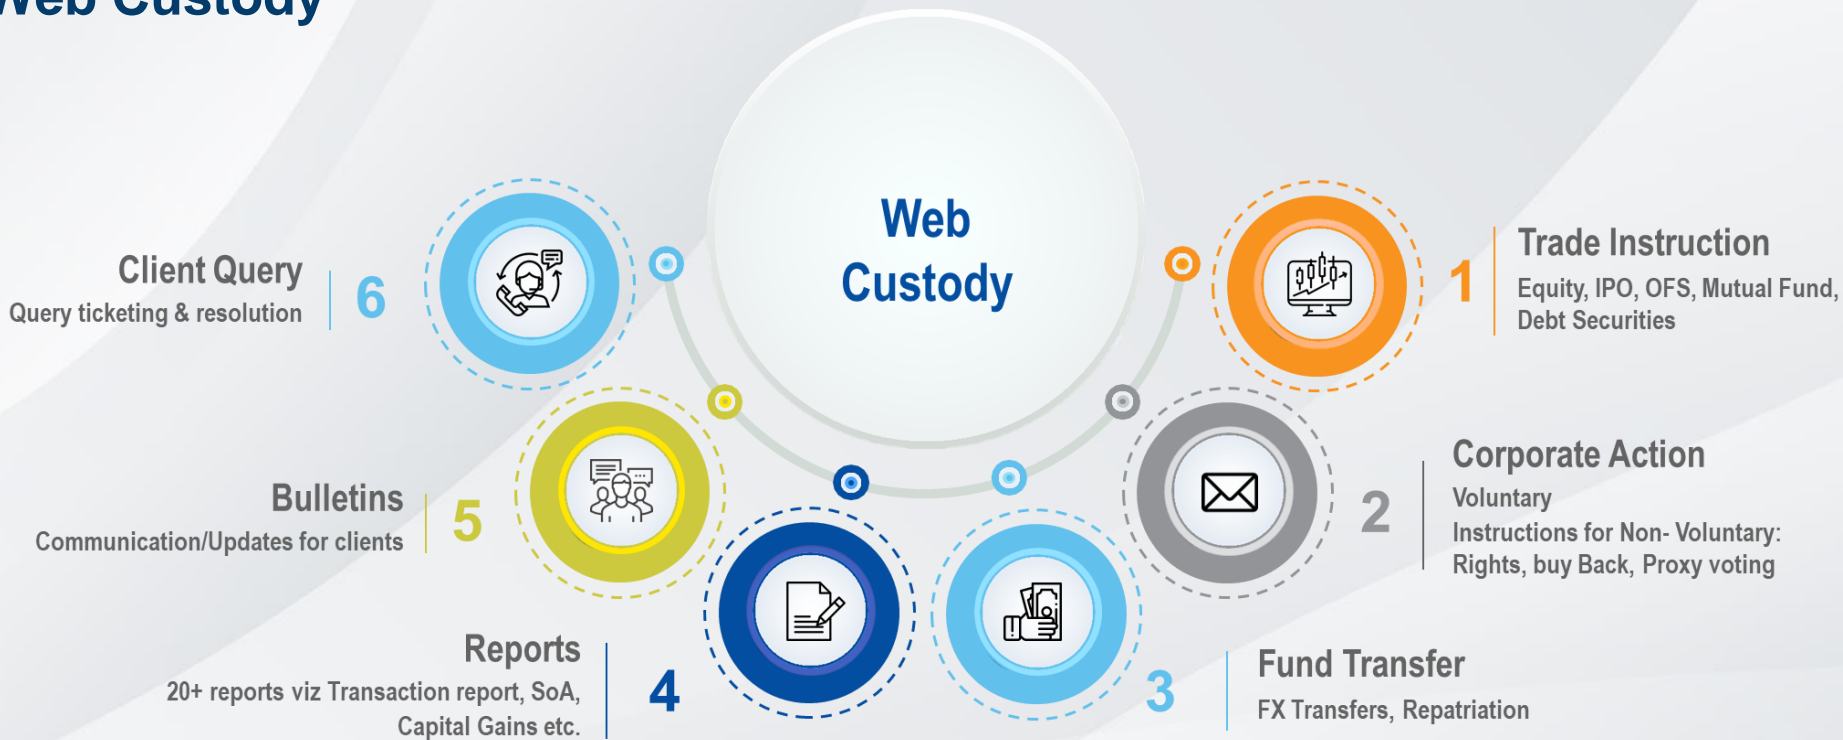 Web Custody
Web
Custody
1
Trade Instruction
Equity, IPO, OFS, Mutual Fund,
Debt Securities
2
Corporate Action
Voluntary
Instructions for Non- Voluntary:
Rights, buy Back, Proxy voting
3
Fund Transfer
FX Transfers, Repatriation
4
Reports
20+ reports viz Transaction report, SoA,
Capital Gains etc.
5
Bulletins
Communication/Updates for clients
6
Client Query
Query ticketing & resolution